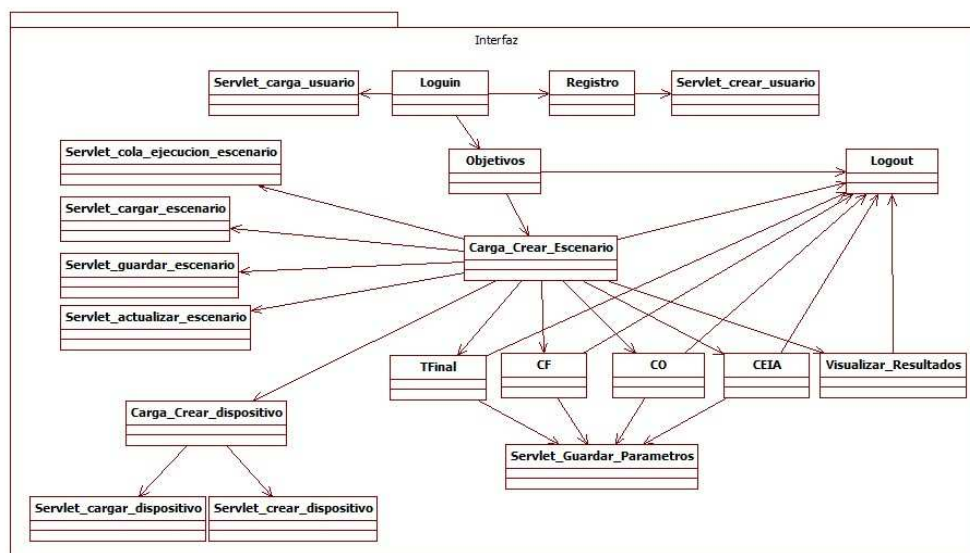 Interfaz
Servlet_carga_usuario
Loguin
Registro
Servlet_crear_usuario
Servlet_cola_ejecucion_escenario
Objetivos
Logout
Servlet_cargar_escenario
Carga_Crear_Escenario
Servlet_guardar_escenario
Servlet_actualizar_escenario
TFinal
CF
CO
CEIA
Visualizar_Resultados
Carga_Crear_dispositivo
Servlet_Guardar_Parametros
Servlet_cargar_dispositivo
Servlet_crear_dispositivo